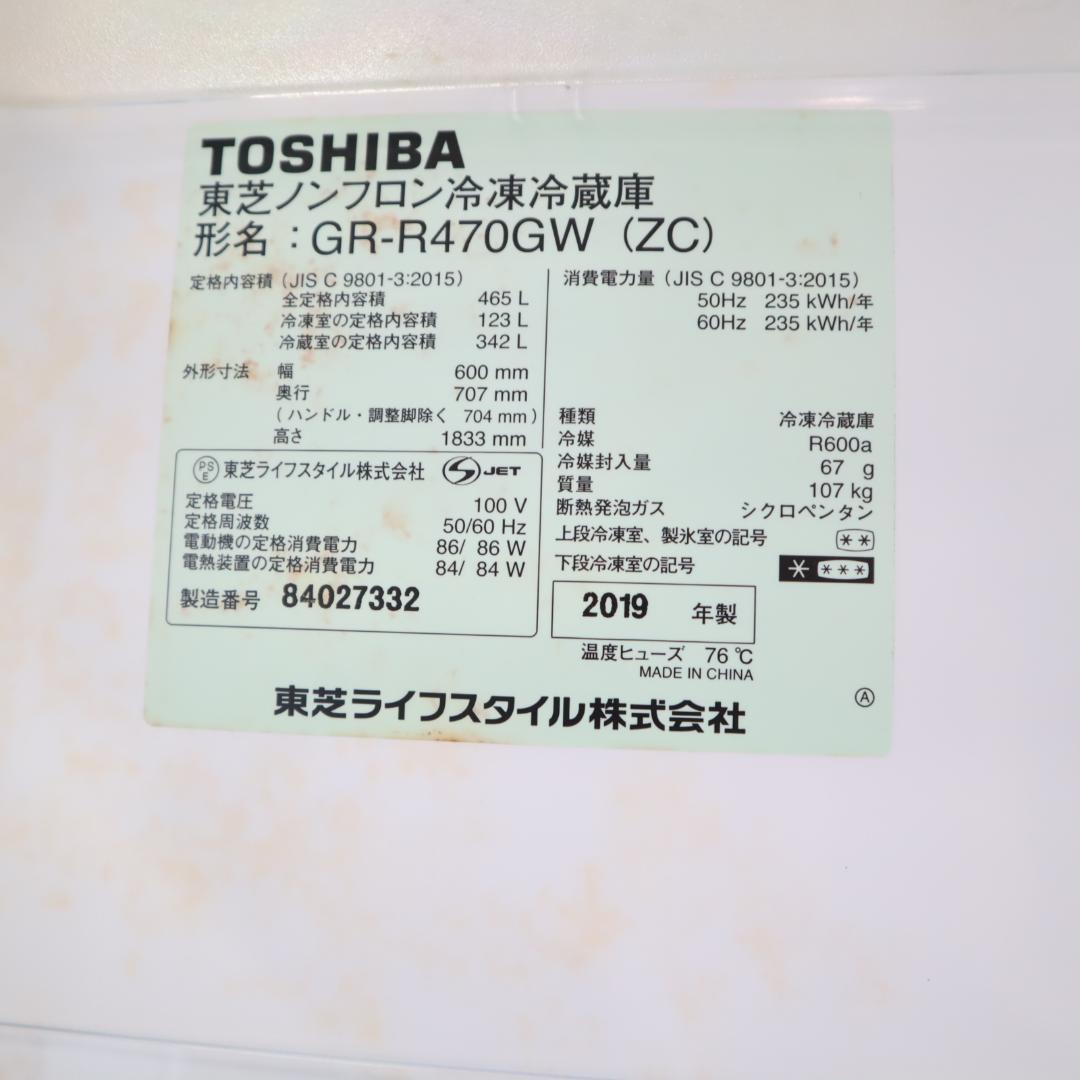 TOSHIBA
東芝ノンフロン冷凍冷蔵庫
形名：GR-R470GW（ZC）
定格内容積（JIS C 9801-3:2015）
全定格内容積 465 L
冷凍室の定格内容積 123 L
冷蔵室の定格内容積 342 L
外形寸法 幅 600 mm
奥行 707 mm
（ハンドル・調整脚除く 704 mm）
高さ 1833 mm
PSE 東芝ライフスタイル株式会社 S JET
定格電圧 100 V
定格周波数 50/60 Hz
電動機の定格消費電力 86/ 86 W
電熱装置の定格消費電力 84/ 84 W
製造番号 84027332
消費電力量（JIS C 9801-3:2015）
50Hz 235 kWh/年
60Hz 235 kWh/年
種類 冷凍冷蔵庫
冷媒 R600a
冷媒封入量 67 g
質量 107 kg
断熱発泡ガス シクロペンタン
上段冷凍室、製氷室の記号 **
下段冷凍室の記号 * ***
2019 年製
温度ヒューズ 76 ℃
MADE IN CHINA
東芝ライフスタイル株式会社
Ⓐ